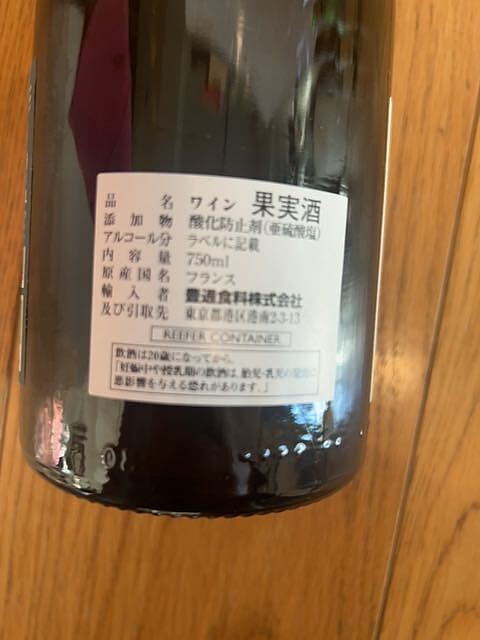 品名 ワイン 果実酒
添加物 酸化防止剤(亜硫酸塩)
アルコール分 ラベルに記載
内容量 750ml
原産国名 フランス
輸入者 豊通食料株式会社
及び引取先 東京都港区港南2-3-13
REEFER CONTAINER
飲酒は20歳になってから。
「妊娠中や授乳期の飲酒は、胎児・乳児の発育に
悪影響を与える恐れがあります。」